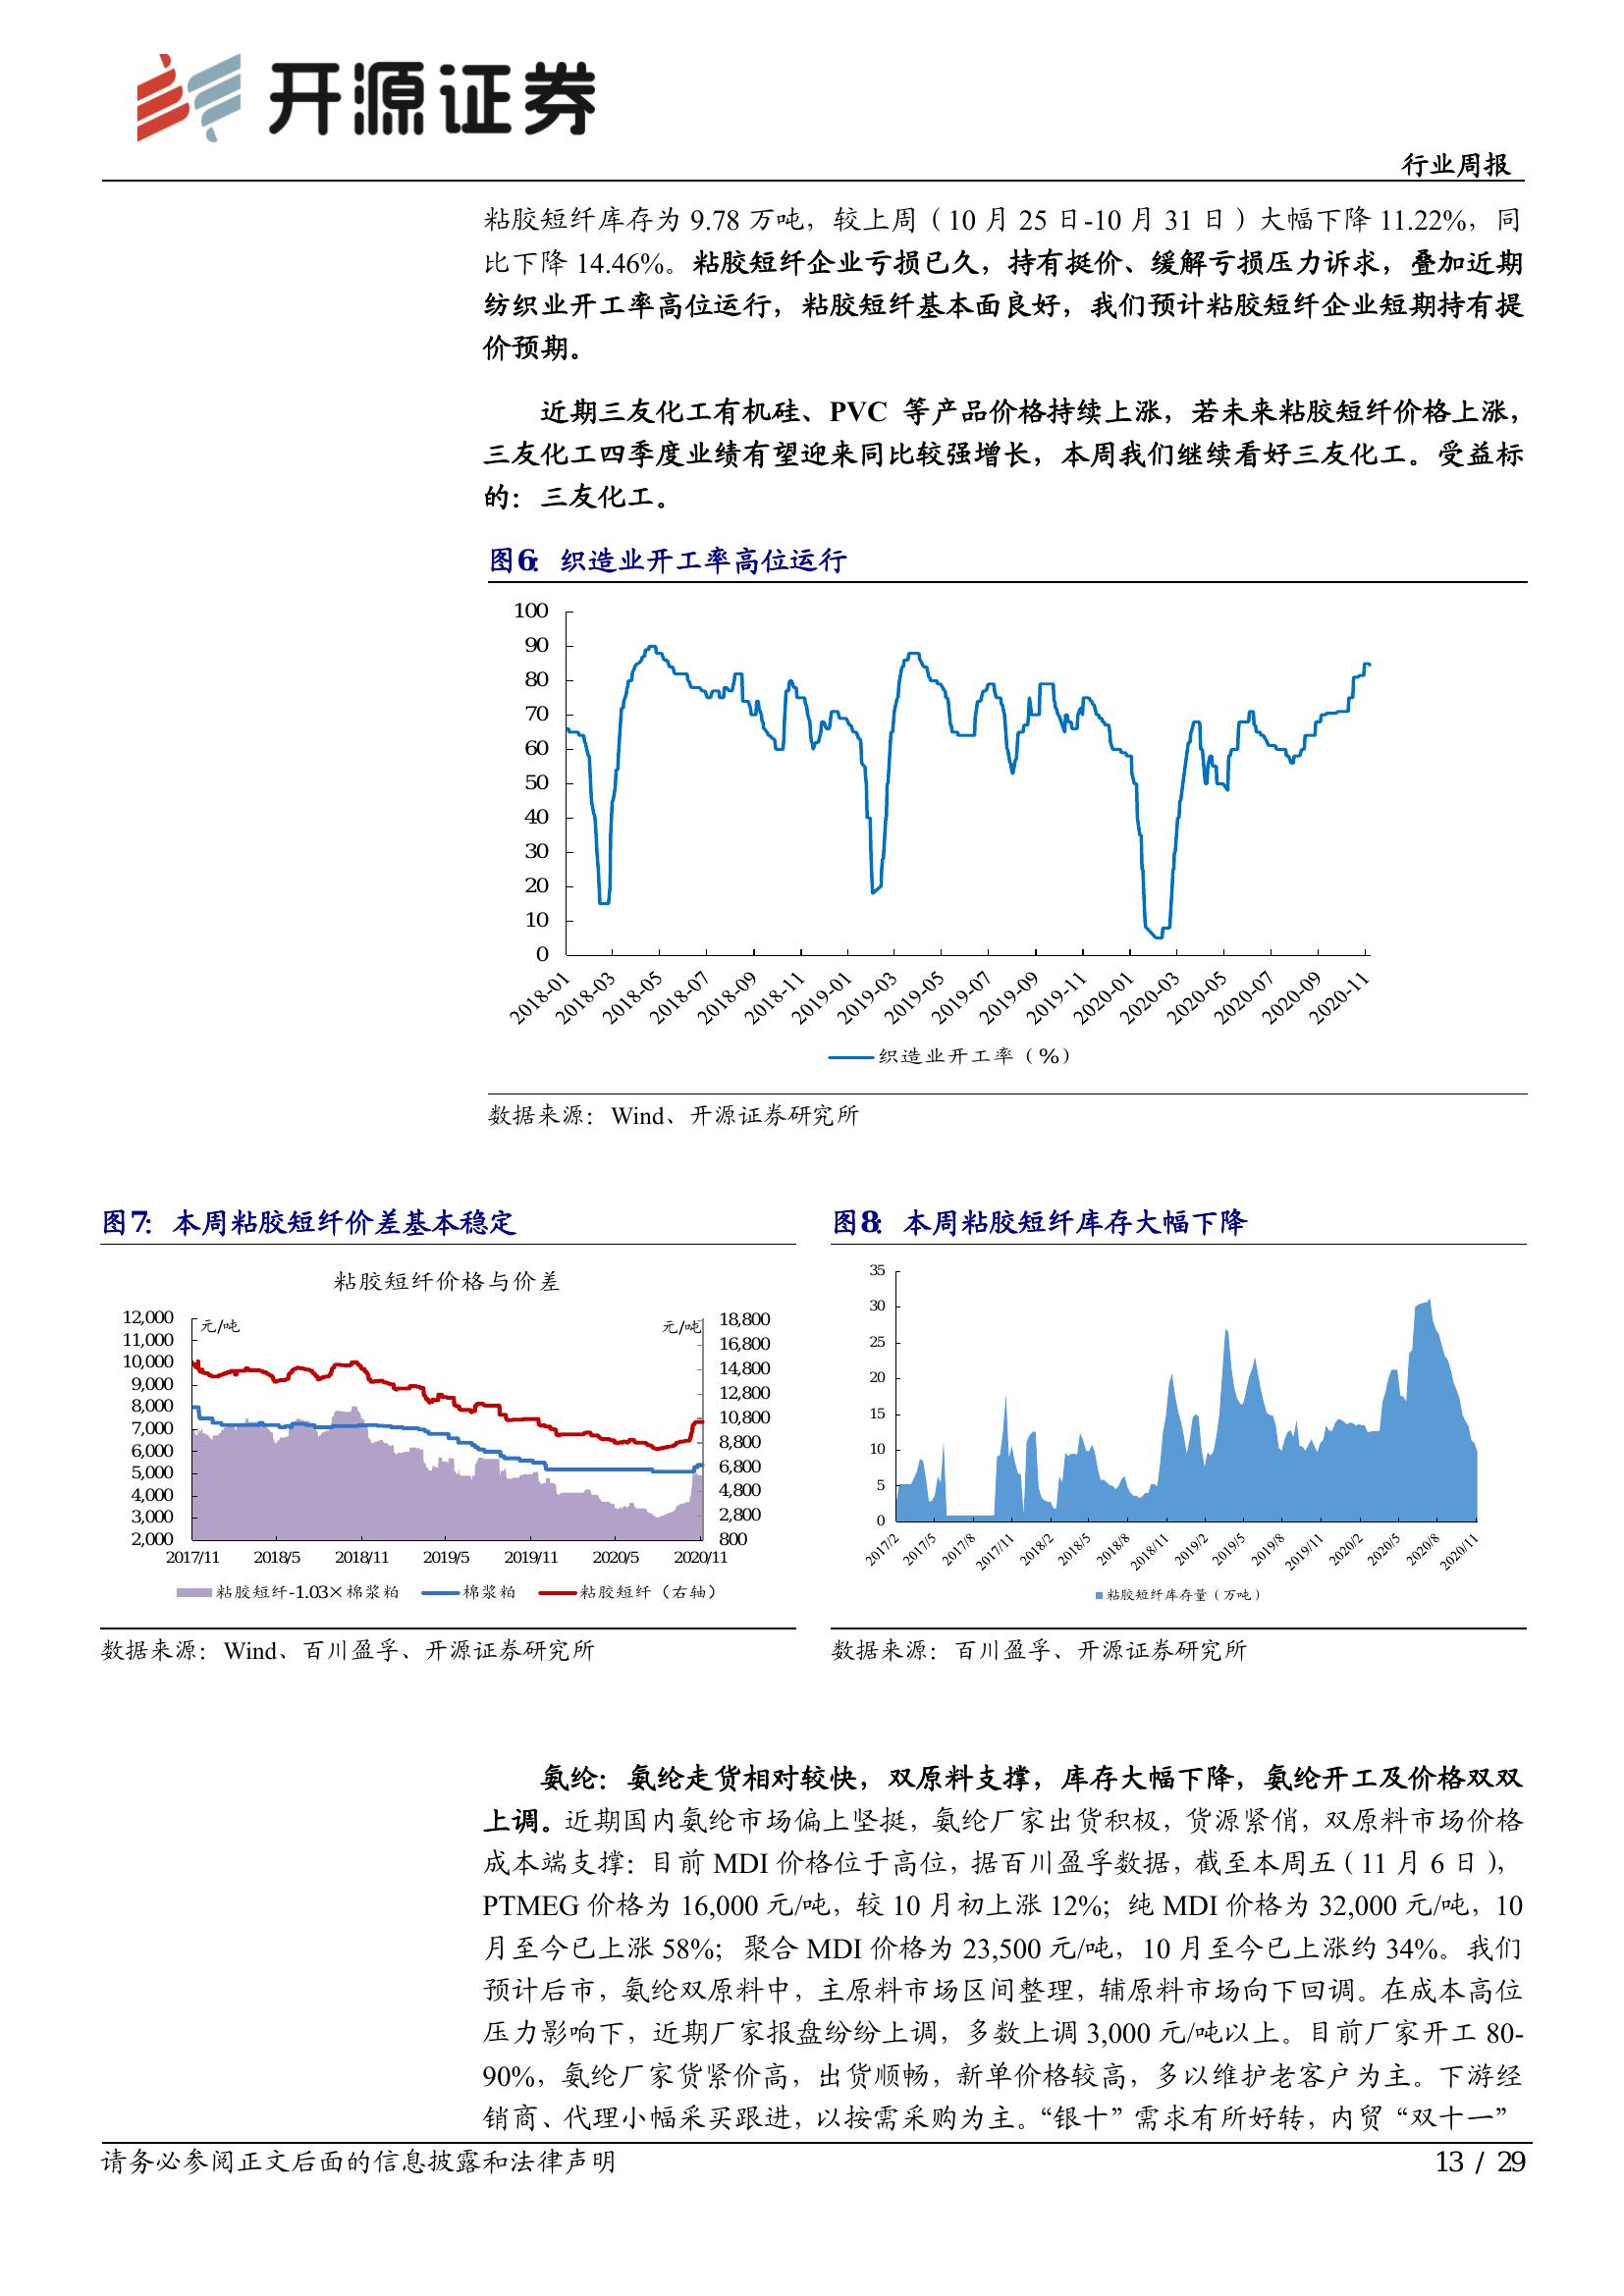 开源证券
行业周报
粘胶短纤库存为 9.78 万吨，较上周（10 月 25 日-10 月 31 日）大幅下降 11.22%，同
比下降 14.46%。粘胶短纤企业亏损已久，持有挺价、缓解亏损压力诉求，叠加近期
纺织业开工率高位运行，粘胶短纤基本面良好，我们预计粘胶短纤企业短期持有提
价预期。
近期三友化工有机硅、PVC 等产品价格持续上涨，若未来粘胶短纤价格上涨，
三友化工四季度业绩有望迎来同比较强增长，本周我们继续看好三友化工。受益标
的：三友化工。
图6：织造业开工率高位运行
100
90
80
70
60
50
40
30
20
10
0
2018-01 2018-03 2018-05 2018-07 2018-09 2018-11 2019-01 2019-03 2019-05 2019-07 2019-09 2019-11 2020-01 2020-03 2020-05 2020-07 2020-09 2020-11
织造业开工率（%）
数据来源：Wind、开源证券研究所
图7：本周粘胶短纤价差基本稳定
粘胶短纤价格与价差
元/吨 元/吨
12,000
11,000
10,000
9,000
8,000
7,000
6,000
5,000
4,000
3,000
2,000
18,800
16,800
14,800
12,800
10,800
8,800
6,800
4,800
2,800
800
2017/11 2018/5 2018/11 2019/5 2019/11 2020/5 2020/11
粘胶短纤-1.03×棉浆粕 棉浆粕 粘胶短纤（右轴）
数据来源：Wind、百川盈孚、开源证券研究所
图8：本周粘胶短纤库存大幅下降
35
30
25
20
15
10
5
0
2017/2 2017/5 2017/8 2017/11 2018/2 2018/5 2018/8 2018/11 2019/2 2019/5 2019/8 2019/11 2020/2 2020/5 2020/8 2020/11
粘胶短纤库存量（万吨）
数据来源：百川盈孚、开源证券研究所
氨纶：氨纶走货相对较快，双原料支撑，库存大幅下降，氨纶开工及价格双双
上调。近期国内氨纶市场偏上坚挺，氨纶厂家出货积极，货源紧俏，双原料市场价格
成本端支撑：目前 MDI 价格位于高位，据百川盈孚数据，截至本周五（11 月 6 日），
PTMEG 价格为 16,000 元/吨，较 10 月初上涨 12%；纯 MDI 价格为 32,000 元/吨，10
月至今已上涨 58%；聚合 MDI 价格为 23,500 元/吨，10 月至今已上涨约 34%。我们
预计后市，氨纶双原料中，主原料市场区间整理，辅原料市场向下回调。在成本高位
压力影响下，近期厂家报盘纷纷上调，多数上调 3,000 元/吨以上。目前厂家开工 80-
90%，氨纶厂家货紧价高，出货顺畅，新单价格较高，多以维护老客户为主。下游经
销商、代理小幅采买跟进，以按需采购为主。“银十”需求有所好转，内贸“双十一”
请务必参阅正文后面的信息披露和法律声明
13 / 29